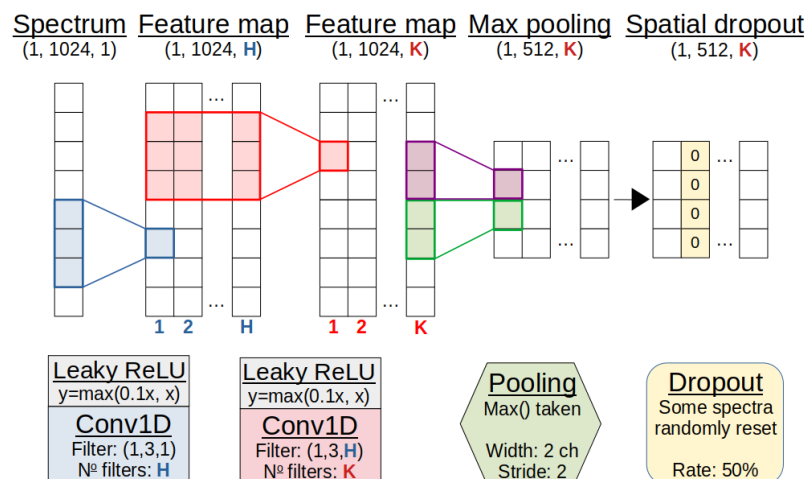 Spectrum
(1, 1024, 1)
Feature map
(1, 1024, H)
Feature map
(1, 1024, K)
Max pooling
(1, 512, K)
Spatial dropout
(1, 512, K)
...
...
...
...
0
0
0
0
...
...
...
...
1 2 H
1 2 K
Leaky ReLU
y=max(0.1x, x)
Conv1D
Filter: (1,3,1)
Nº filters: H
Leaky ReLU
y=max(0.1x, x)
Conv1D
Filter: (1,3,H)
Nº filters: K
Pooling
Max() taken
Width: 2 ch
Stride: 2
Dropout
Some spectra
randomly reset
Rate: 50%